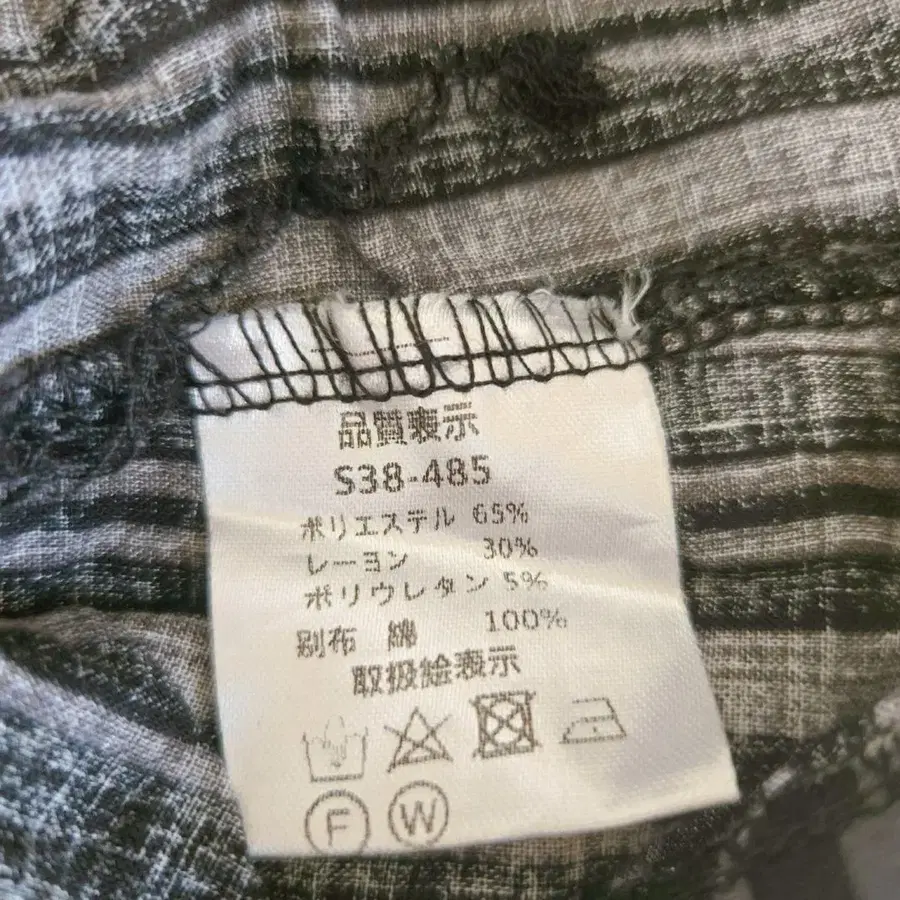 品質表示
S38-485
ポリエステル 65%
レーヨン 30%
ポリウレタン 5%
別布 綿 100%
取扱絵表示
F W